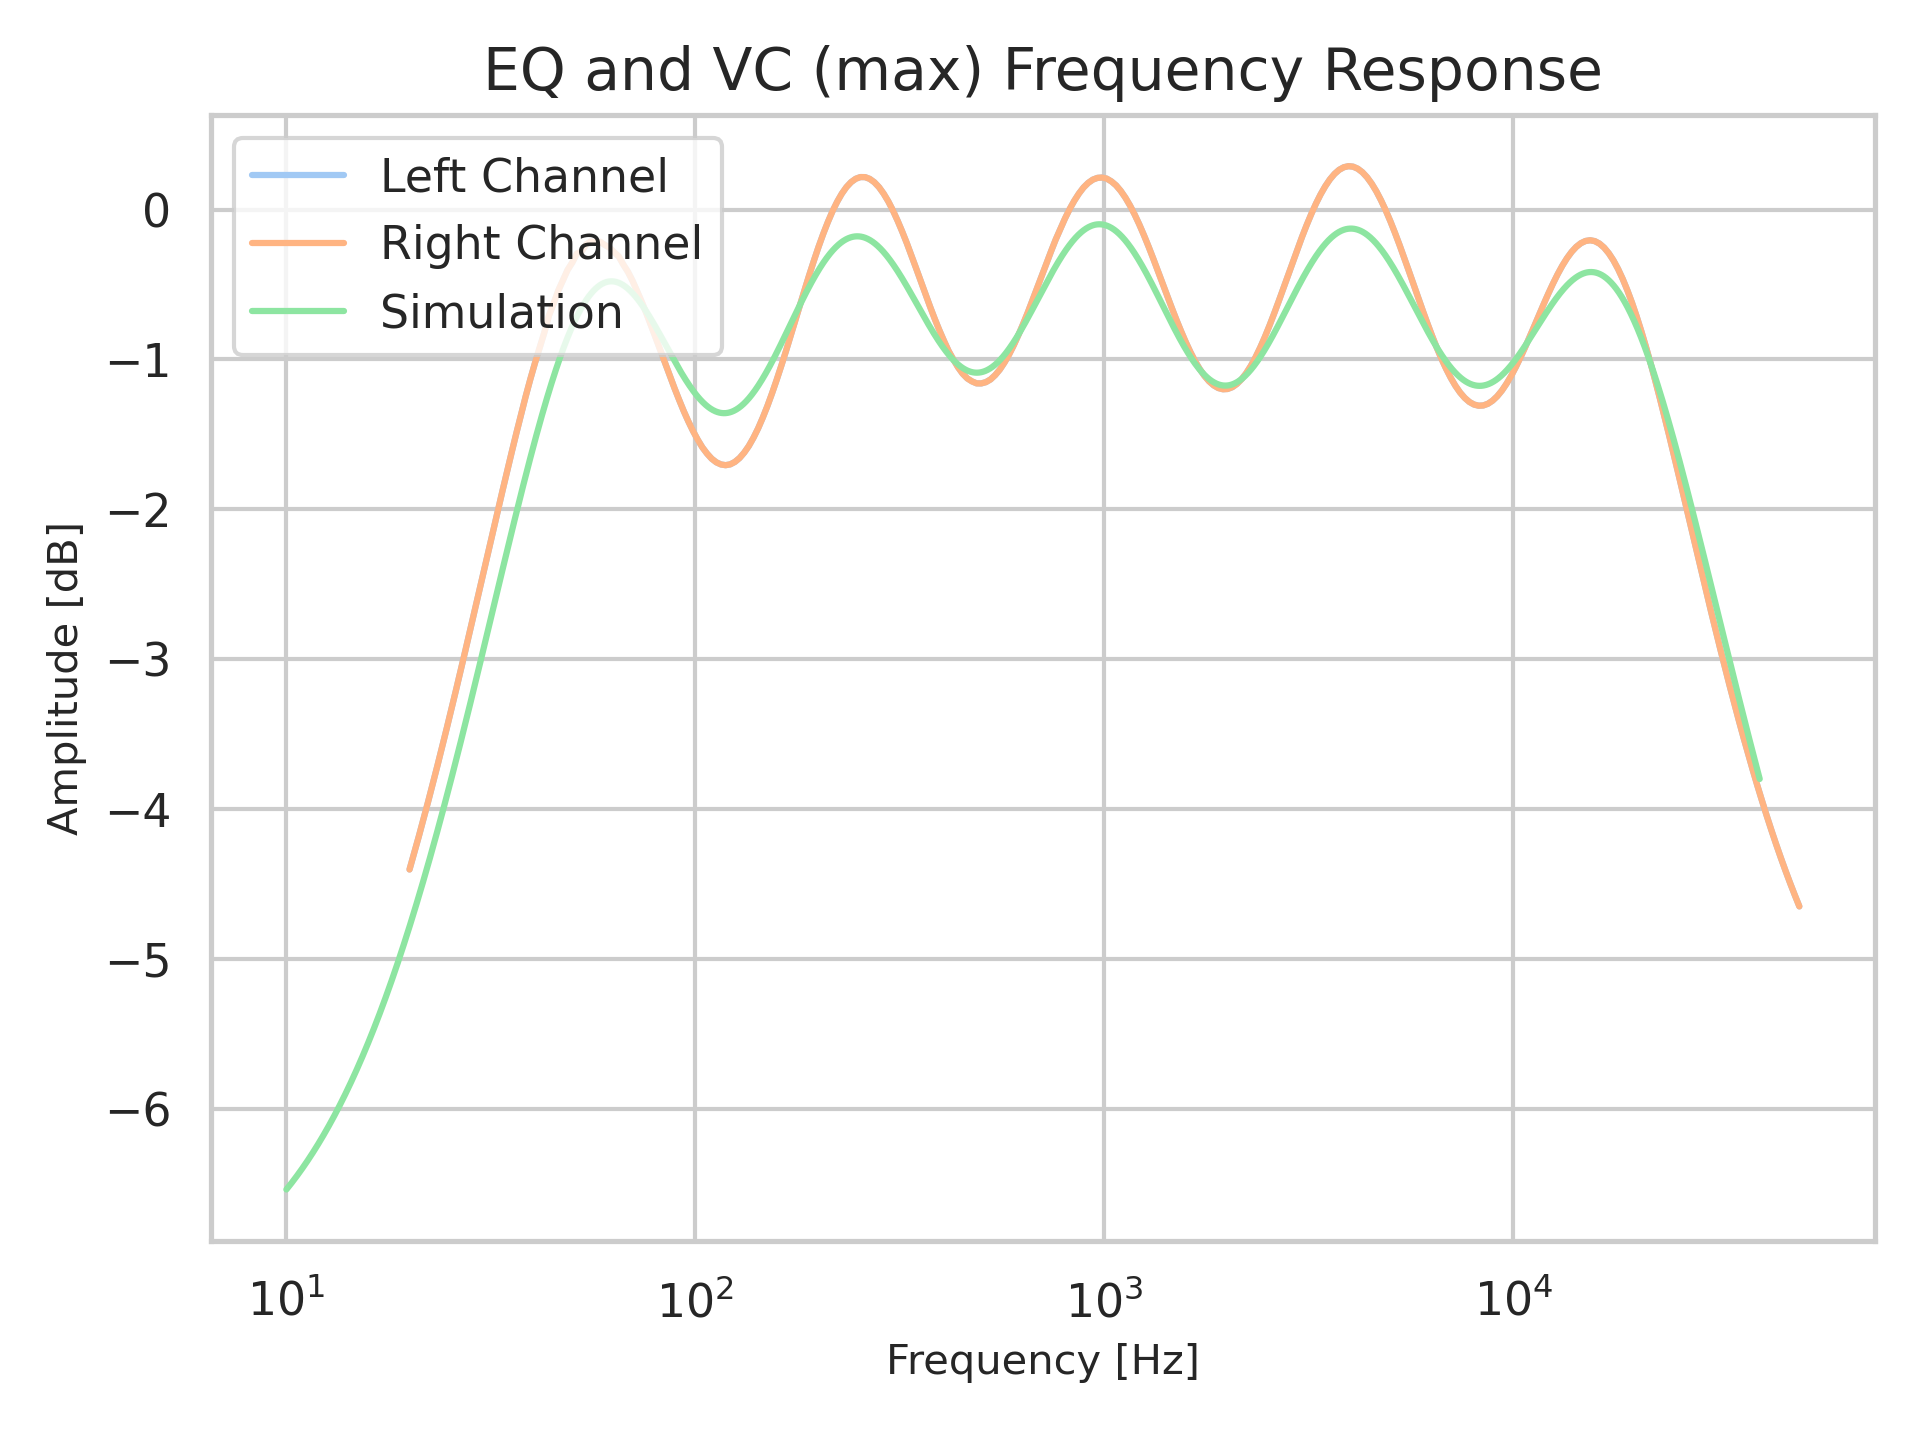 EQ and VC (max) Frequency Response
Left Channel
Right Channel
Simulation
0
−1
−2
−3
−4
−5
−6
Amplitude [dB]
10¹ 10² 10³ 10⁴
Frequency [Hz]